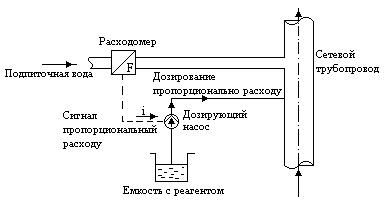 Расходомер
F
Подпиточная вода
Сетевой
трубопровод
Дозирование
пропорционально расходу
Сигнал
пропорциональный
расходу
i
Дозирующий
насос
Емкость с реагентом